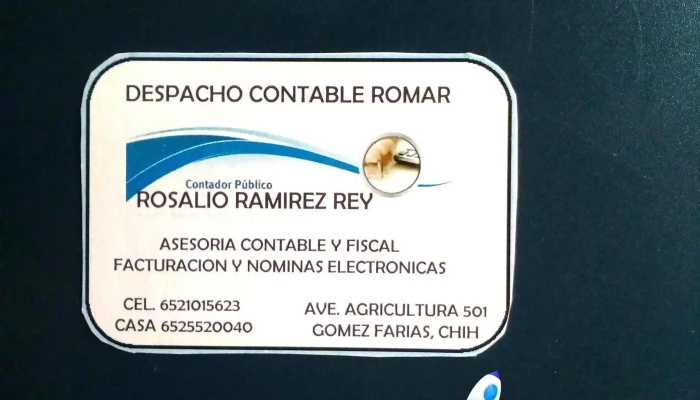 DESPACHO CONTABLE ROMAR
Contador Público
ROSALIO RAMIREZ REY
ASESORIA CONTABLE Y FISCAL
FACTURACION Y NOMINAS ELECTRONICAS
CEL. 6521015623
CASA 6525520040
AVE. AGRICULTURA 501
GOMEZ FARIAS, CHIH